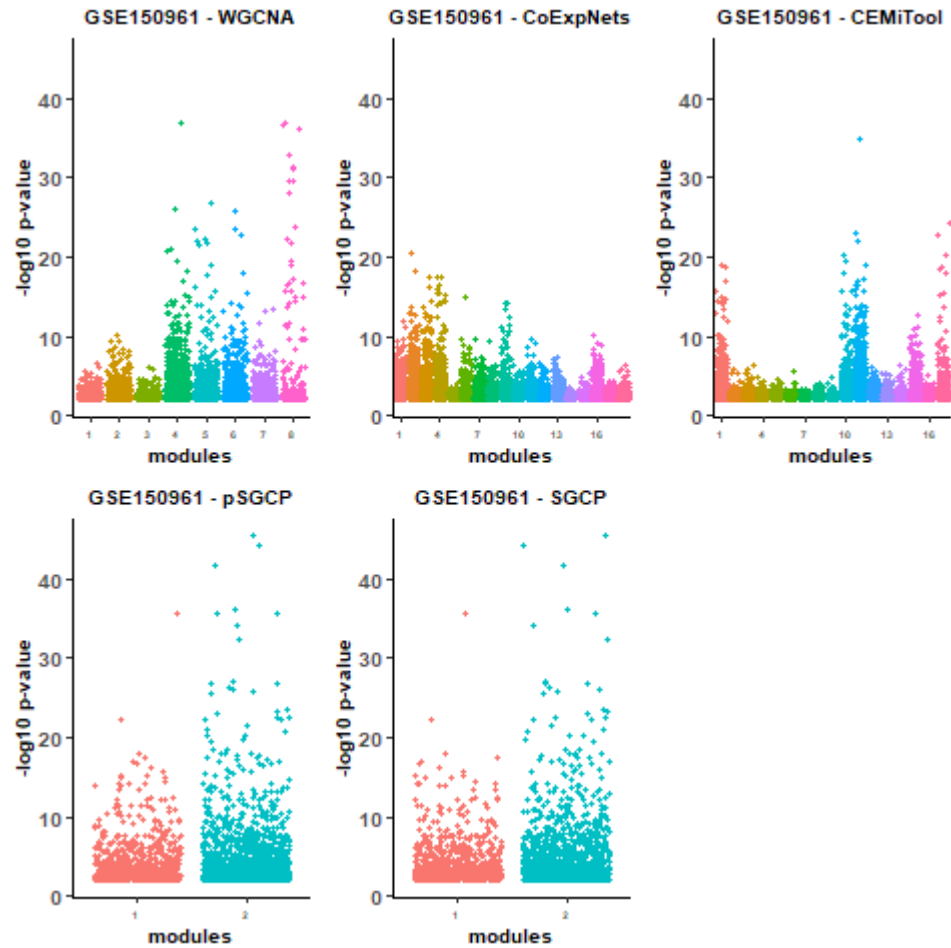 GSE150961 - WGCNA
GSE150961 - CoExpNets
GSE150961 - CEMiTool
-log10 p-value
40
30
20
10
0
1 2 3 4 5 6 7 8
modules
-log10 p-value
40
30
20
10
0
1 4 7 10 13 16
modules
-log10 p-value
40
30
20
10
0
1 4 7 10 13 16
modules
GSE150961 - pSGCP
GSE150961 - SGCP
-log10 p-value
40
30
20
10
0
1 2
modules
-log10 p-value
40
30
20
10
0
1 2
modules